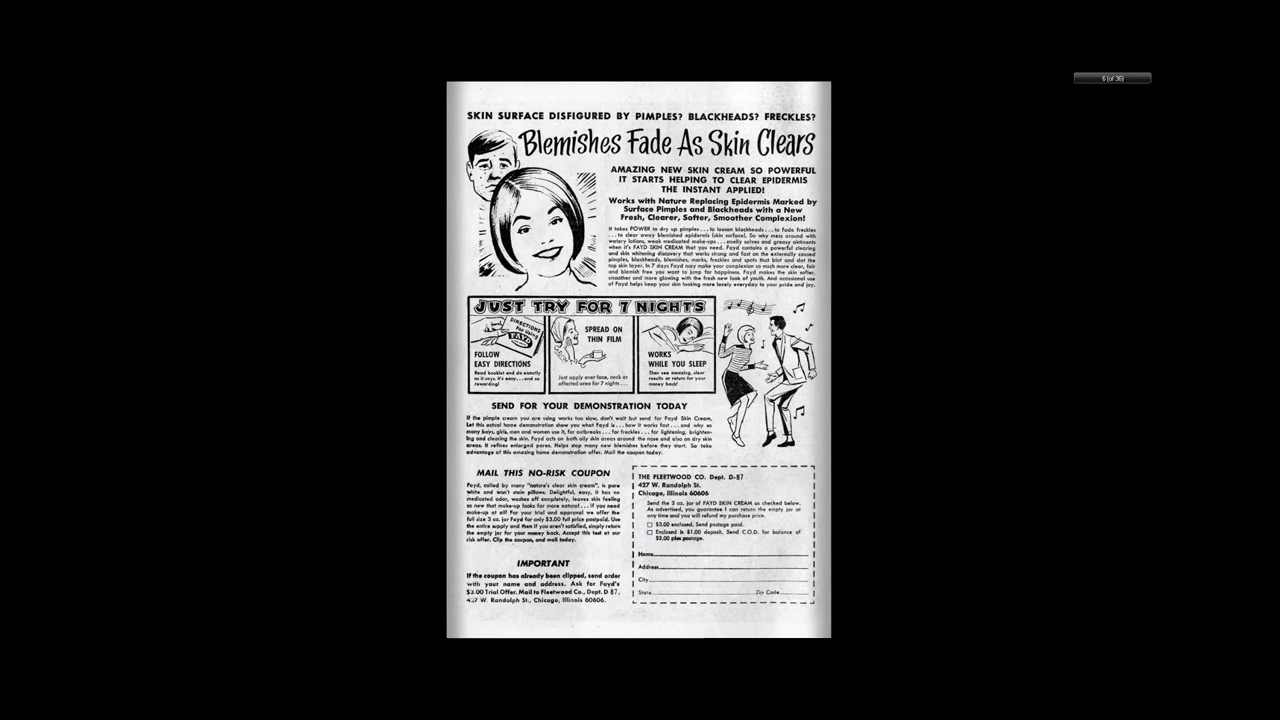 6 (of 36)
SKIN SURFACE DISFIGURED BY PIMPLES? BLACKHEADS? FRECKLES?
Blemishes Fade As Skin Clears
AMAZING NEW SKIN CREAM SO POWERFUL
IT STARTS HELPING TO CLEAR EPIDERMIS
THE INSTANT APPLIED!
Works with Nature Replacing Epidermis Marked by
Surface Pimples and Blackheads with a New
Fresh, Clearer, Softer, Smoother Complexion!
It takes POWER to dry up pimples . . . to loosen blackheads . . . to fade freckles
. . . to clear away blemished epidermis (skin surface). So why mess around with
watery lotions, weak medicated make-ups . . . smelly salves and greasy ointments
when it's FAYD SKIN CREAM that you need. Fayd contains a powerful clearing
and skin whitening discovery that works strong and fast on the externally caused
pimples, blackheads, blemishes, marks, freckles and spots that blot and dot the
top skin layer. In 7 days Fayd may make your complexion so much more clear, fair
and blemish free you want to jump for happiness. Fayd makes the skin softer,
smoother and more glowing with the fresh new look of youth. And occasional use
of Fayd helps keep your skin looking more lovely everyday to your pride and joy.
JUST TRY FOR 7 NIGHTS
DIRECTIONS
For Using
FAYD
FOLLOW
EASY DIRECTIONS
Read booklet and do exactly
as it says. It's easy . . . and so
rewarding!
SPREAD ON
THIN FILM
Just apply over face, neck or
affected area for 7 nights . . .
WORKS
WHILE YOU SLEEP
Then see amazing, clear
results or return for your
money back!
SEND FOR YOUR DEMONSTRATION TODAY
If the pimple cream you are using works too slow, don't wait but send for Fayd Skin Cream.
Let this actual home demonstration show you what Fayd is . . . how it works fast . . . and why so
many boys, girls, men and women use it, for outbreaks . . . for freckles . . . for lightening, brighten-
ing and clearing the skin. Fayd acts on both oily skin areas around the nose and also on dry skin
areas. It refines enlarged pores. Helps stop many new blemishes before they start. So take
advantage of this amazing home demonstration offer. Mail the coupon today.
MAIL THIS NO-RISK COUPON
Fayd, called by many "nature's clear skin cream", is pure
white and won't stain pillows. Delightful, easy, it has no
medicated odor, washes off completely, leaves skin feeling
so new that make-up looks far more natural . . . if you need
make-up at all! For your trial and approval we offer the
full size 3 oz. jar Fayd for only $3.00 full price postpaid. Use
the entire supply and then if you aren't satisfied, simply return
the empty jar for your money back. Accept this test at our
risk offer. Clip the coupon, and mail today.
IMPORTANT
If the coupon has already been clipped, send order
with your name and address. Ask for Fayd's
$3.00 Trial Offer. Mail to Fleetwood Co., Dept. D 87,
427 W. Randolph St., Chicago, Illinois 60606.
THE FLEETWOOD CO. Dept. D-87
427 W. Randolph St.
Chicago, Illinois 60606
Send the 3 oz. jar of FAYD SKIN CREAM as checked below.
As advertised, you guarantee I can return the empty jar at
any time and you will refund my purchase price.
$3.00 enclosed, Send postage paid.
Enclosed is $1.00 deposit, Send C.O.D. for balance of
$2.00 plus postage.
Name
Address
City
State Zip Code